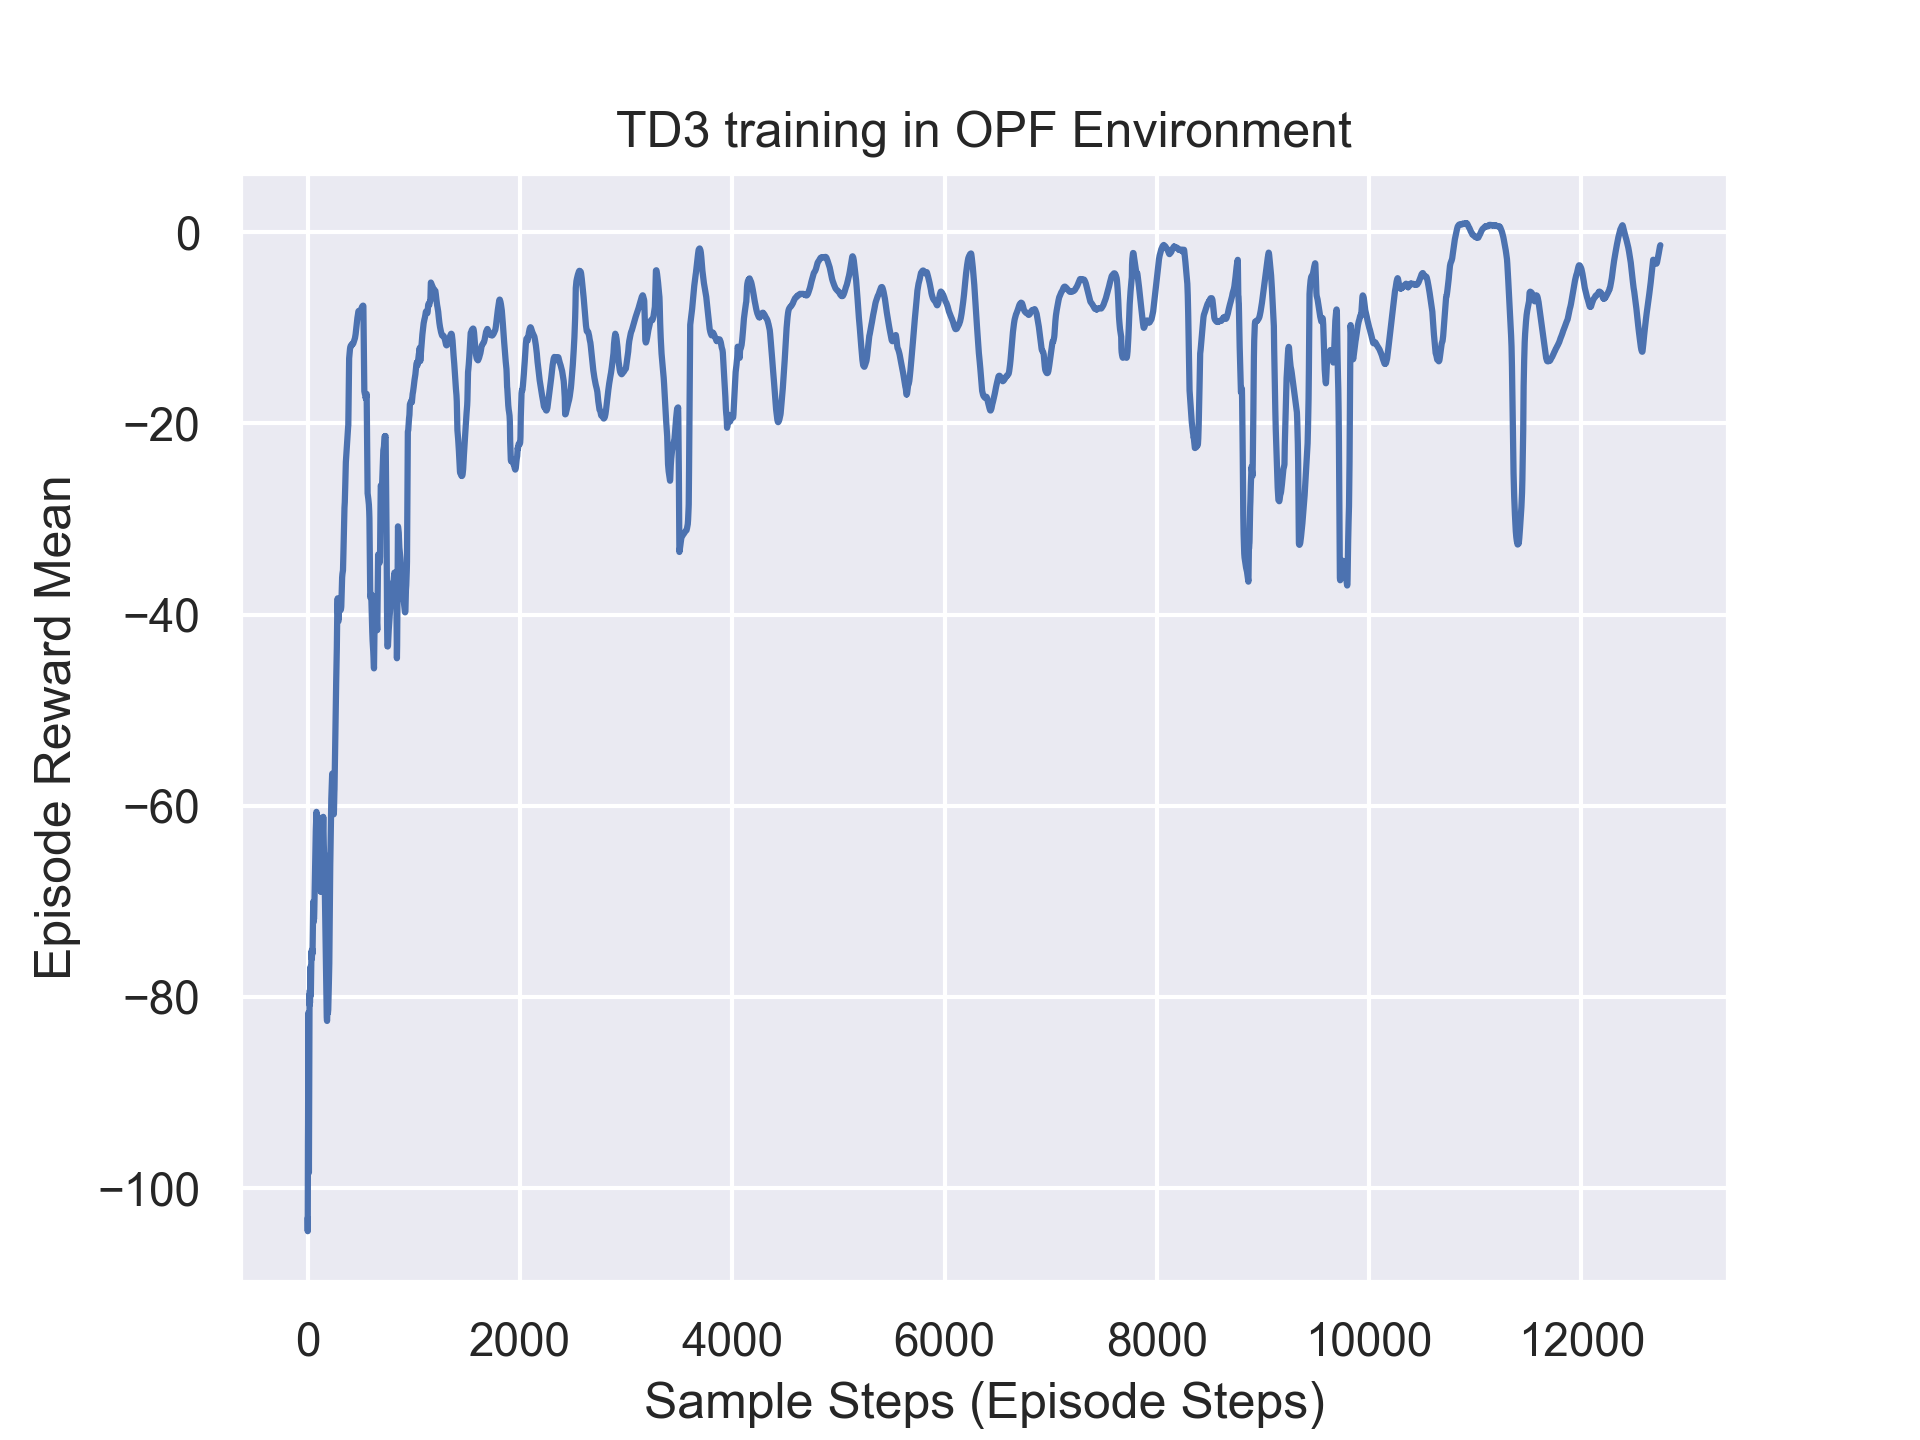 TD3 training in OPF Environment
0
−20
−40
−60
−80
−100
Episode Reward Mean
0 2000 4000 6000 8000 10000 12000
Sample Steps (Episode Steps)